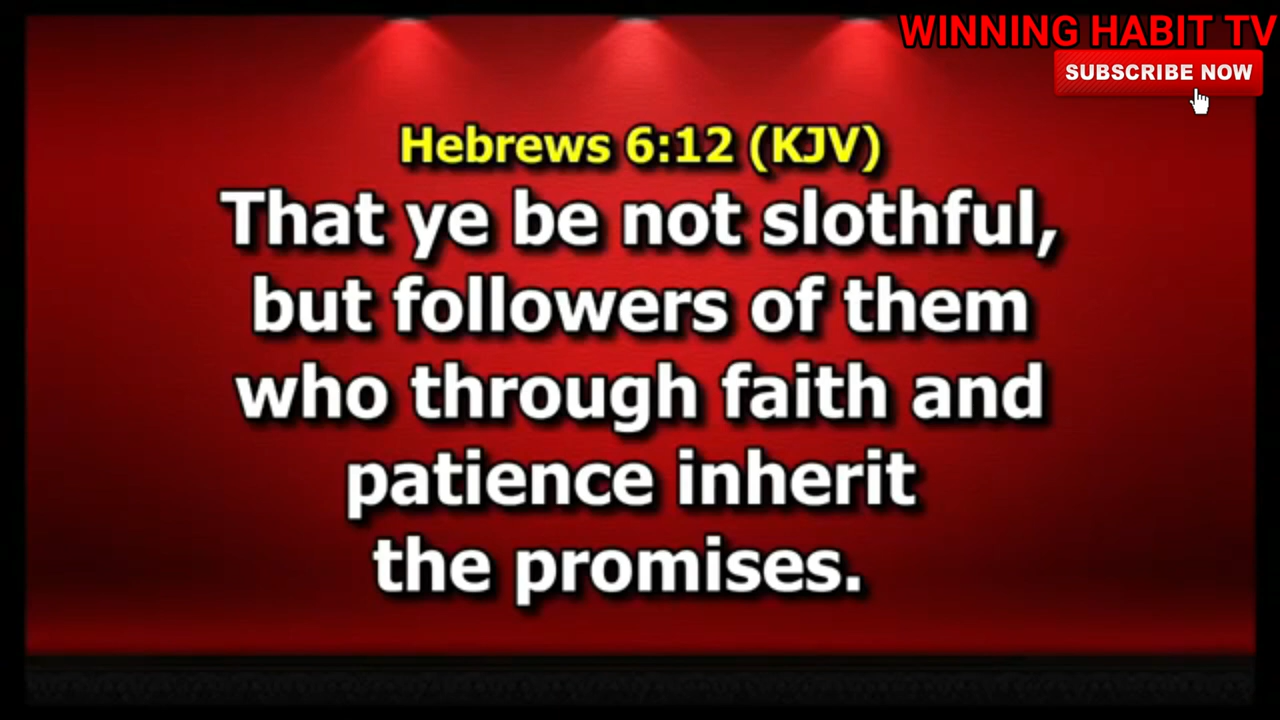 WINNING HABIT TV
SUBSCRIBE NOW
Hebrews 6:12 (KJV)
That ye be not slothful,
but followers of them
who through faith and
patience inherit
the promises.